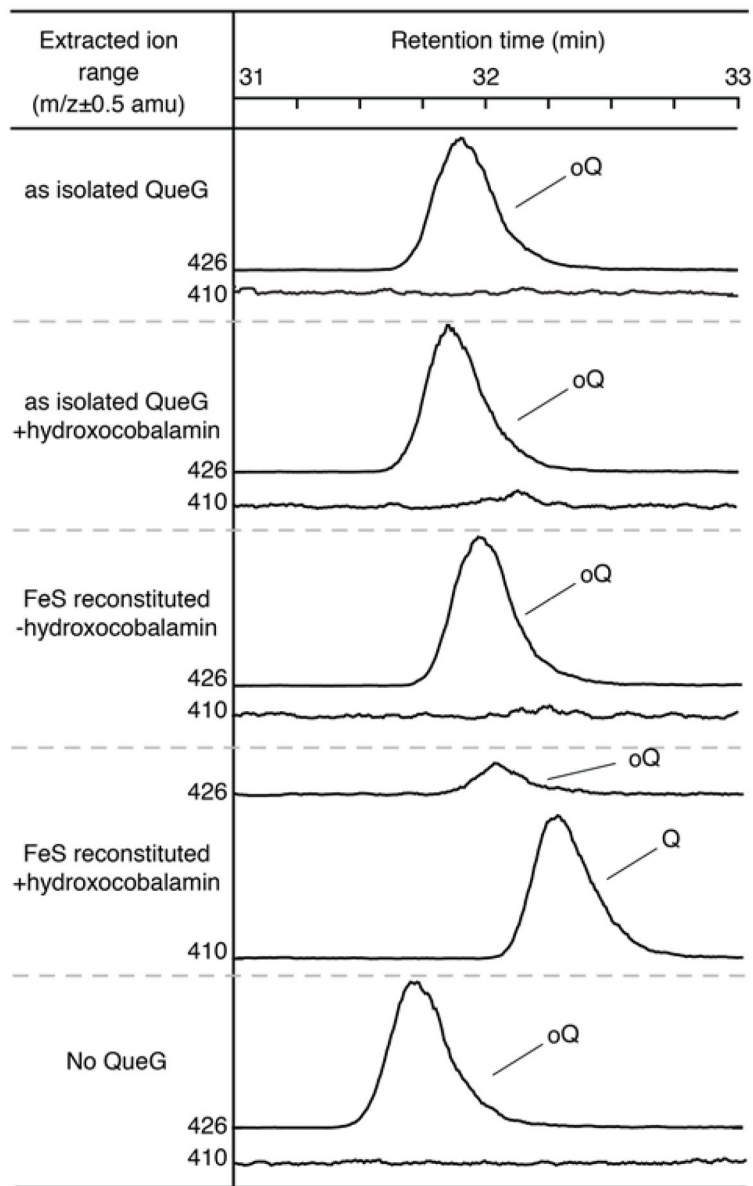 Extracted ion
range
(m/z±0.5 amu)
Retention time (min)
31 32 33
as isolated QueG
oQ
426
410
as isolated QueG
+hydroxocobalamin
oQ
426
410
FeS reconstituted
-hydroxocobalamin
oQ
426
410
oQ
426
FeS reconstituted
+hydroxocobalamin
Q
410
No QueG
oQ
426
410